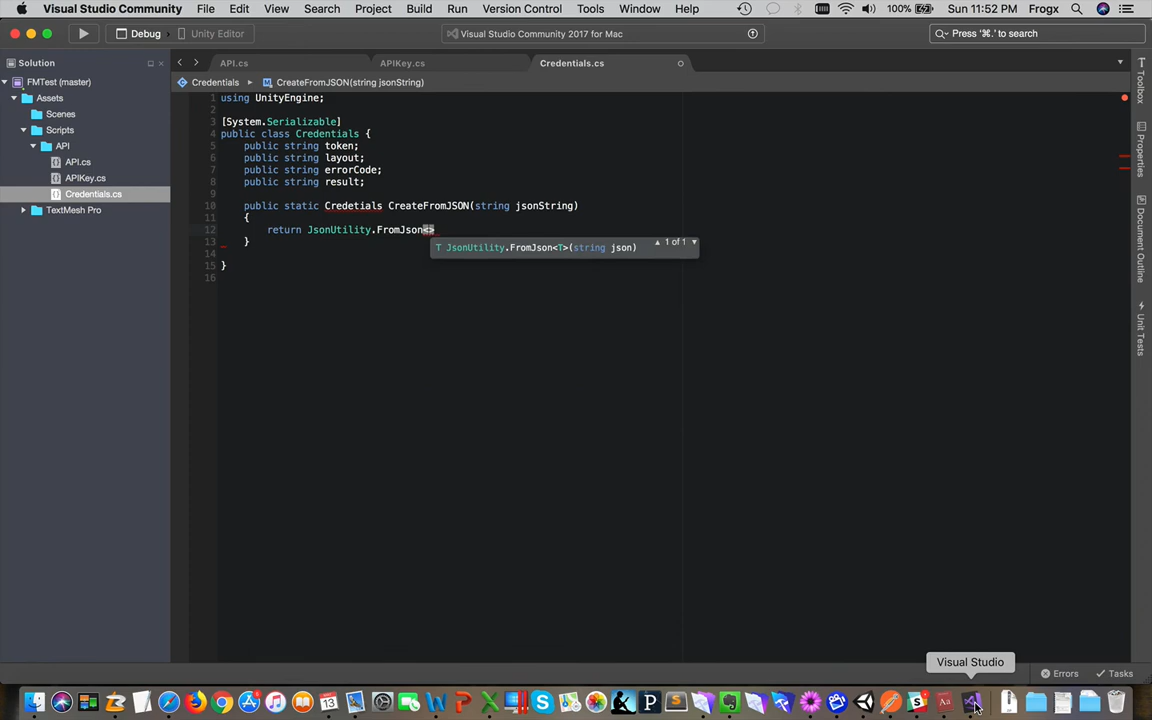 Visual Studio Community File Edit View Search Project Build Run Version Control Tools Window Help 100% Sun 11:52 PM Frogx
Debug Unity Editor Visual Studio Community 2017 for Mac Press '⌘.' to search
Solution API.cs APIKey.cs Credentials.cs
FMTest (master) Credentials CreateFromJSON(string jsonString)
Assets
Scenes
Scripts
API
API.cs
APIKey.cs
Credentials.cs
TextMesh Pro
1 using UnityEngine;
2
3 [System.Serializable]
4 public class Credentials {
5 public string token;
6 public string layout;
7 public string errorCode;
8 public string result;
9
10 public static Credetials CreateFromJSON(string jsonString)
11 {
12 return JsonUtility.FromJson<>
T JsonUtility.FromJson<T>(string json) ▲ 1 of 1 ▼
13 }
14
15 }
16
Toolbox
Properties
Document Outline
Unit Tests
Visual Studio
Errors Tasks